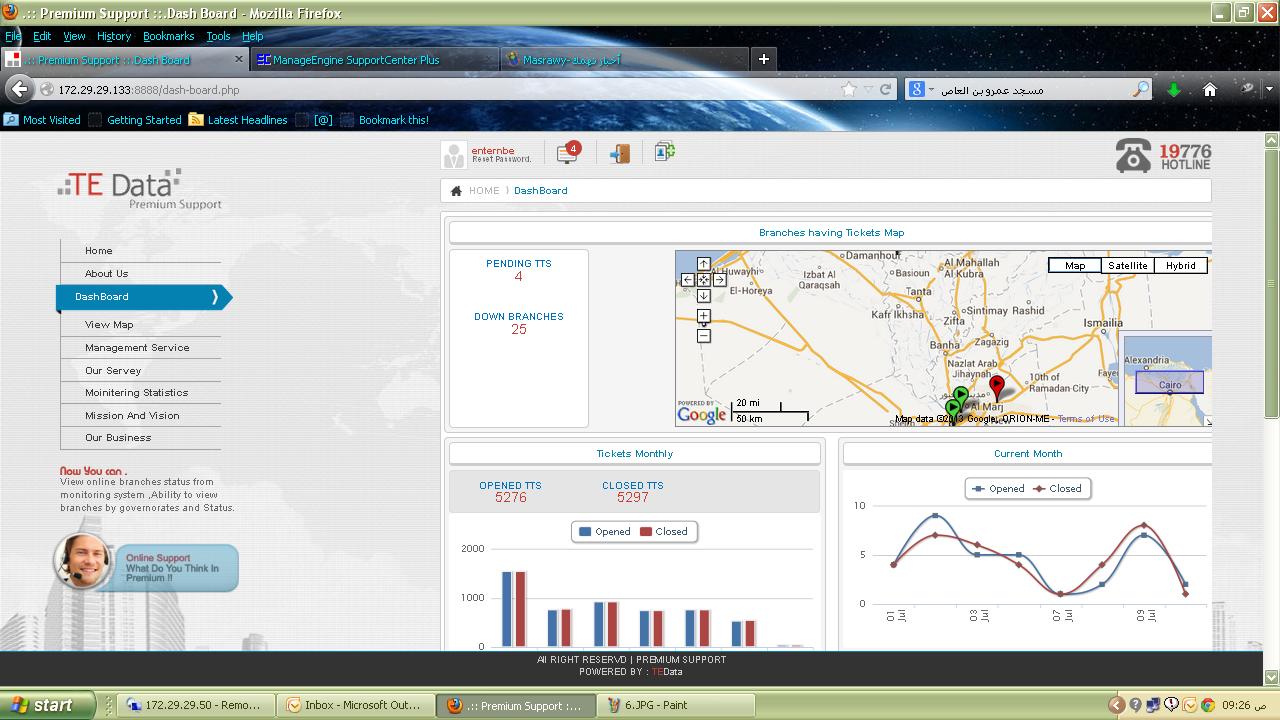 .:: Premium Support ::.Dash Board - Mozilla Firefox
File Edit View History Bookmarks Tools Help
.:: Premium Support ::.Dash Board
ManageEngine SupportCenter Plus
172.29.29.133:8888/dash-board.php
مسجد عمرو بن العاص
Most Visited Getting Started Latest Headlines [@] Bookmark this!
enternbe
Reset Password.
4
19776
HOTLINE
TE Data
Premium Support
HOME ) DashBoard
Home
About Us
DashBoard
View Map
Management Service
Our Servey
Moinitering Statistics
Mission And Vision
Our Business
Now You can .
View online branches status from
monitoring system .Ability to view
branches by governorates and Status.
Online Support
What Do You Think In
Premium !!
Branches having Tickets Map
PENDING TTS
4
DOWN BRANCHES
25
Map Satellite Hybrid
Damanhou
Al Mahallah
Al Kubra
Huwayhi
Izbat Al
Qaraqah
Basioun
El-Horeya
Tanta
Kafr Ikhsha
Sintimay Rashid
Zifta
Ismailia
Banha
Zagazig
Nazlat Arab
Jihaynah
10th of
Ramadan City
Faye
Al Marj
Alexandria
Cairo
POWERED BY
Google
20 mi
50 km
Map data ©2013 Google, ORION-ME - Terms of Use
Tickets Monthly
OPENED TTS
5276
CLOSED TTS
5297
Opened Closed
2000
1000
0
Current Month
Opened Closed
10
5
0
01 Jul
03 Jul
07 Jul
09 Jul
All RIGHT RESERVD | PREMIUM SUPPORT
POWERED BY : TEData
start
172.29.29.50 - Remo...
Inbox - Microsoft Out...
.:: Premium Support :...
6.JPG - Paint
09:26 ص